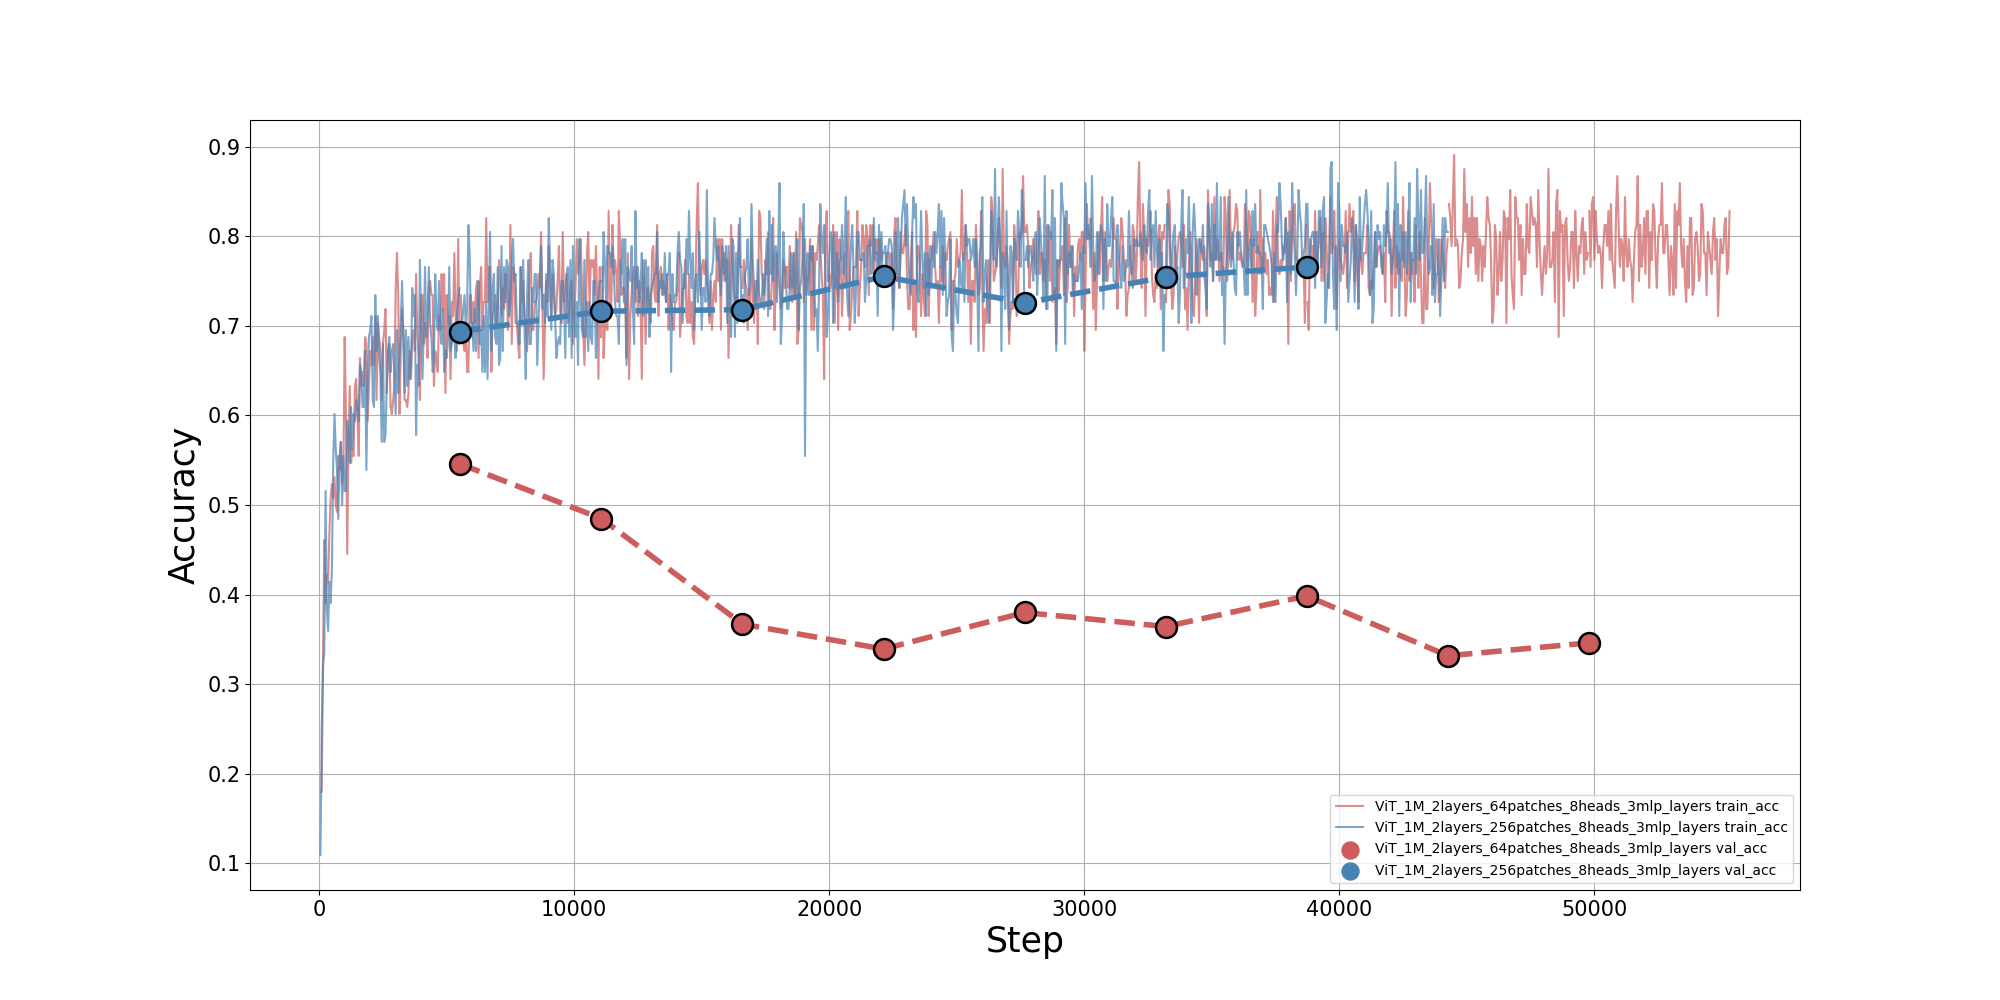 Accuracy
0.9
0.8
0.7
0.6
0.5
0.4
0.3
0.2
0.1
ViT_1M_2layers_64patches_8heads_3mlp_layers train_acc
ViT_1M_2layers_256patches_8heads_3mlp_layers train_acc
ViT_1M_2layers_64patches_8heads_3mlp_layers val_acc
ViT_1M_2layers_256patches_8heads_3mlp_layers val_acc
0 10000 20000 30000 40000 50000
Step